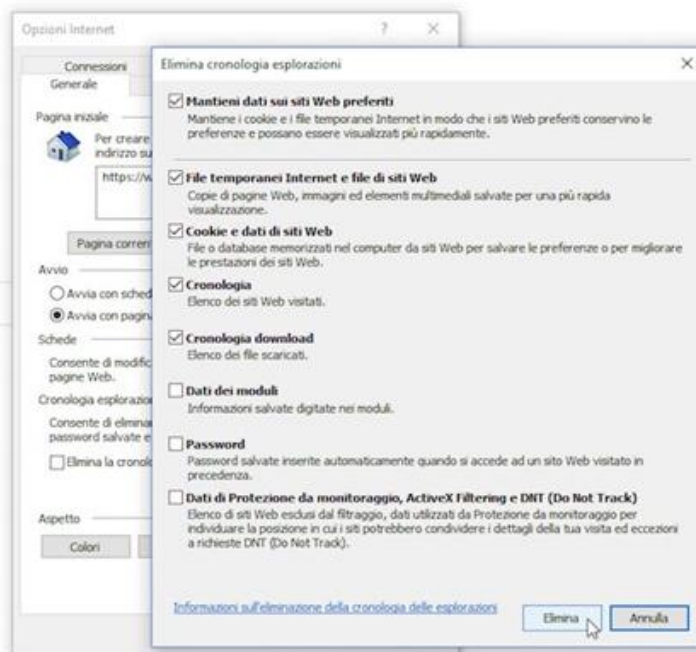 Opzioni Internet
?
Connessioni
Generale
Pagina iniziale
Per creare
indirizzo su
https://w
Pagina corren
Avvio
Avvia con sched
Avvia con pagin
Schede
Consente di modific
pagine Web.
Cronologia esplorazion
Consente di elimina
password salvate e
Elimina la cronolo
Aspetto
Colori
Elimina cronologia esplorazioni
Mantieni dati sui siti Web preferiti
Mantiene i cookie e i file temporanei Internet in modo che i siti Web preferiti conservino le
preferenze e possano essere visualizzati più rapidamente.
File temporanei Internet e file di siti Web
Copie di pagine Web, immagini ed elementi multimediali salvate per una più rapida
visualizzazione.
Cookie e dati di siti Web
File o database memorizzati nel computer da siti Web per salvare le preferenze o per migliorare
le prestazioni dei siti Web.
Cronologia
Elenco dei siti Web visitati.
Cronologia download
Elenco dei file scaricati.
Dati dei moduli
Informazioni salvate digitate nei moduli.
Password
Password salvate inserite automaticamente quando si accede ad un sito Web visitato in
precedenza.
Dati di Protezione da monitoraggio, ActiveX Filtering e DNT (Do Not Track)
Elenco di siti Web esclusi dal filtraggio, dati utilizzati da Protezione da monitoraggio per
individuare la posizione in cui i siti potrebbero condividere i dettagli della tua visita ed eccezioni
a richieste DNT (Do Not Track).
Informazioni sull'eliminazione della cronologia delle esplorazioni
Elimina
Annulla